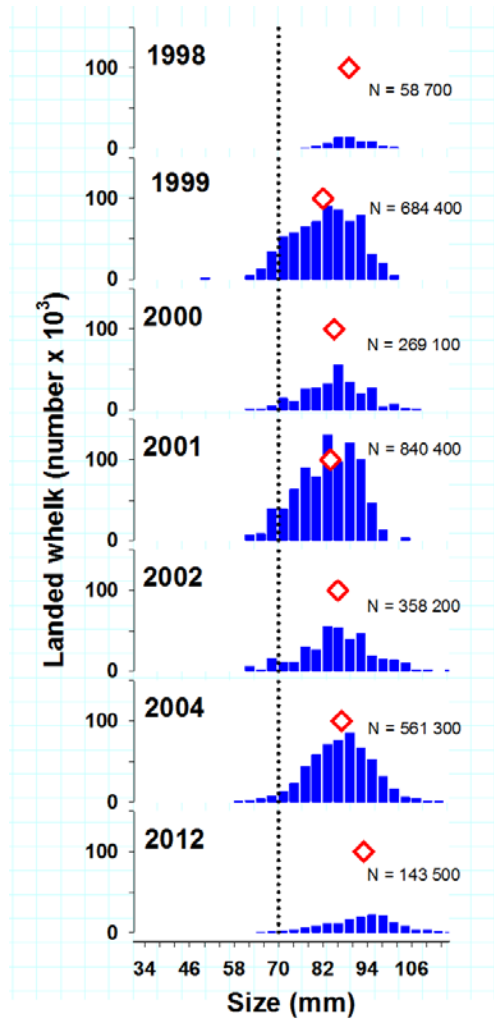 1998
100
N = 58 700
0
1999
100
N = 684 400
0
2000
100
N = 269 100
0
2001
100
N = 840 400
0
2002
100
N = 358 200
0
2004
100
N = 561 300
0
2012
100
N = 143 500
0
Landed whelk (number x 10³)
34 46 58 70 82 94 106
Size (mm)